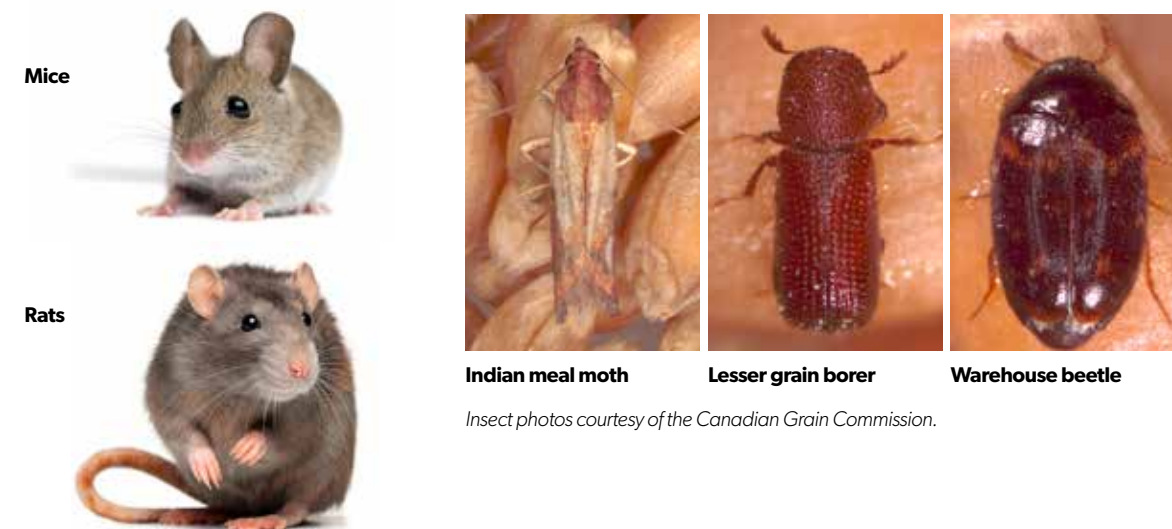 Mice
Rats
Indian meal moth
Lesser grain borer
Warehouse beetle
Insect photos courtesy of the Canadian Grain Commission.